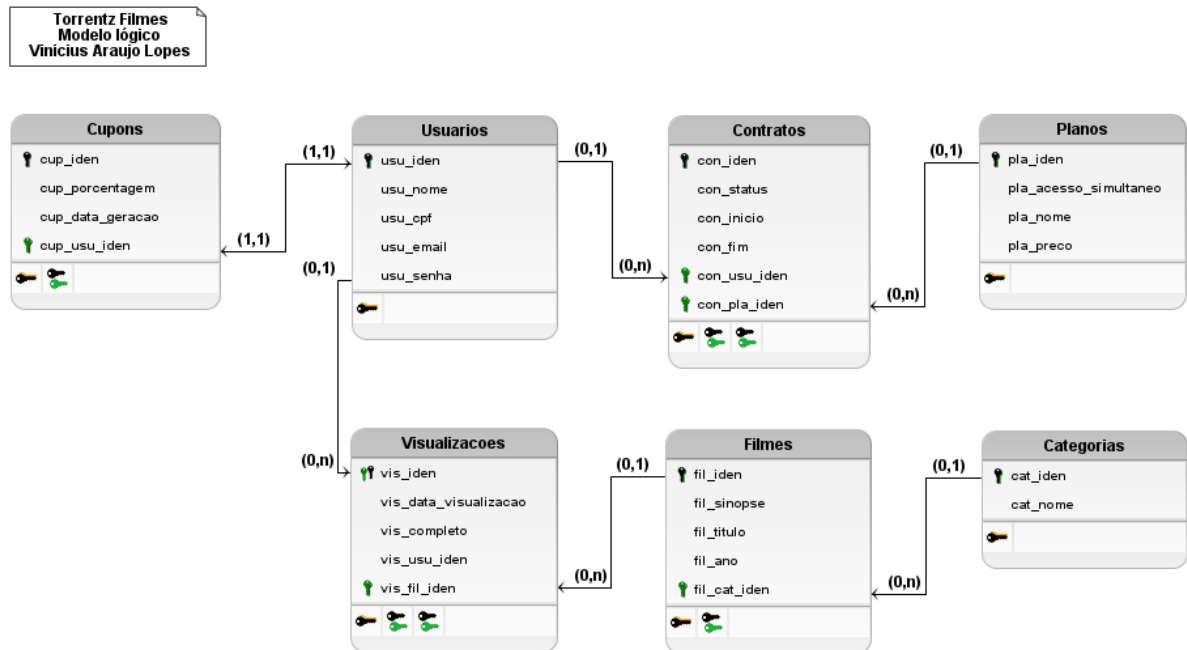 Torrentz Filmes
Modelo lógico
Vinicius Araujo Lopes
Cupons
cup_iden
cup_porcentagem
cup_data_geracao
cup_usu_iden
(1,1)
(1,1)
Usuarios
usu_iden
usu_nome
usu_cpf
usu_email
usu_senha
(0,1)
(0,n)
(0,1)
(0,n)
Contratos
con_iden
con_status
con_inicio
con_fim
con_usu_iden
con_pla_iden
(0,1)
(0,n)
Planos
pla_iden
pla_acesso_simultaneo
pla_nome
pla_preco
Visualizacoes
vis_iden
vis_data_visualizacao
vis_completo
vis_usu_iden
vis_fil_iden
(0,1)
(0,n)
Filmes
fil_iden
fil_sinopse
fil_titulo
fil_ano
fil_cat_iden
(0,1)
(0,n)
Categorias
cat_iden
cat_nome